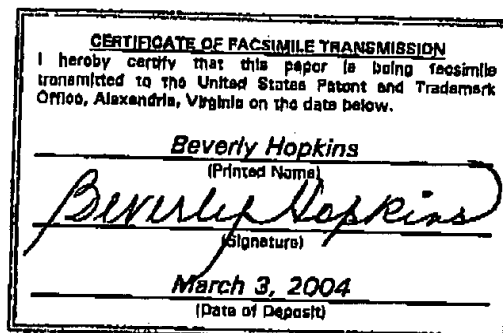 CERTIFICATE OF FACSIMILE TRANSMISSION
I hereby certify that this paper is being facsimile
transmitted to the United States Patent and Trademark
Office, Alexandria, Virginia on the date below.
Beverly Hopkins
(Printed Name)
Beverly Hopkins
(Signature)
March 3, 2004
(Date of Deposit)